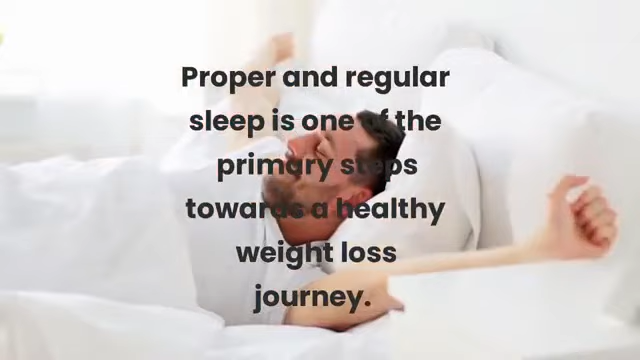 Proper and regular
sleep is one of the
primary steps
towards a healthy
weight loss
journey.